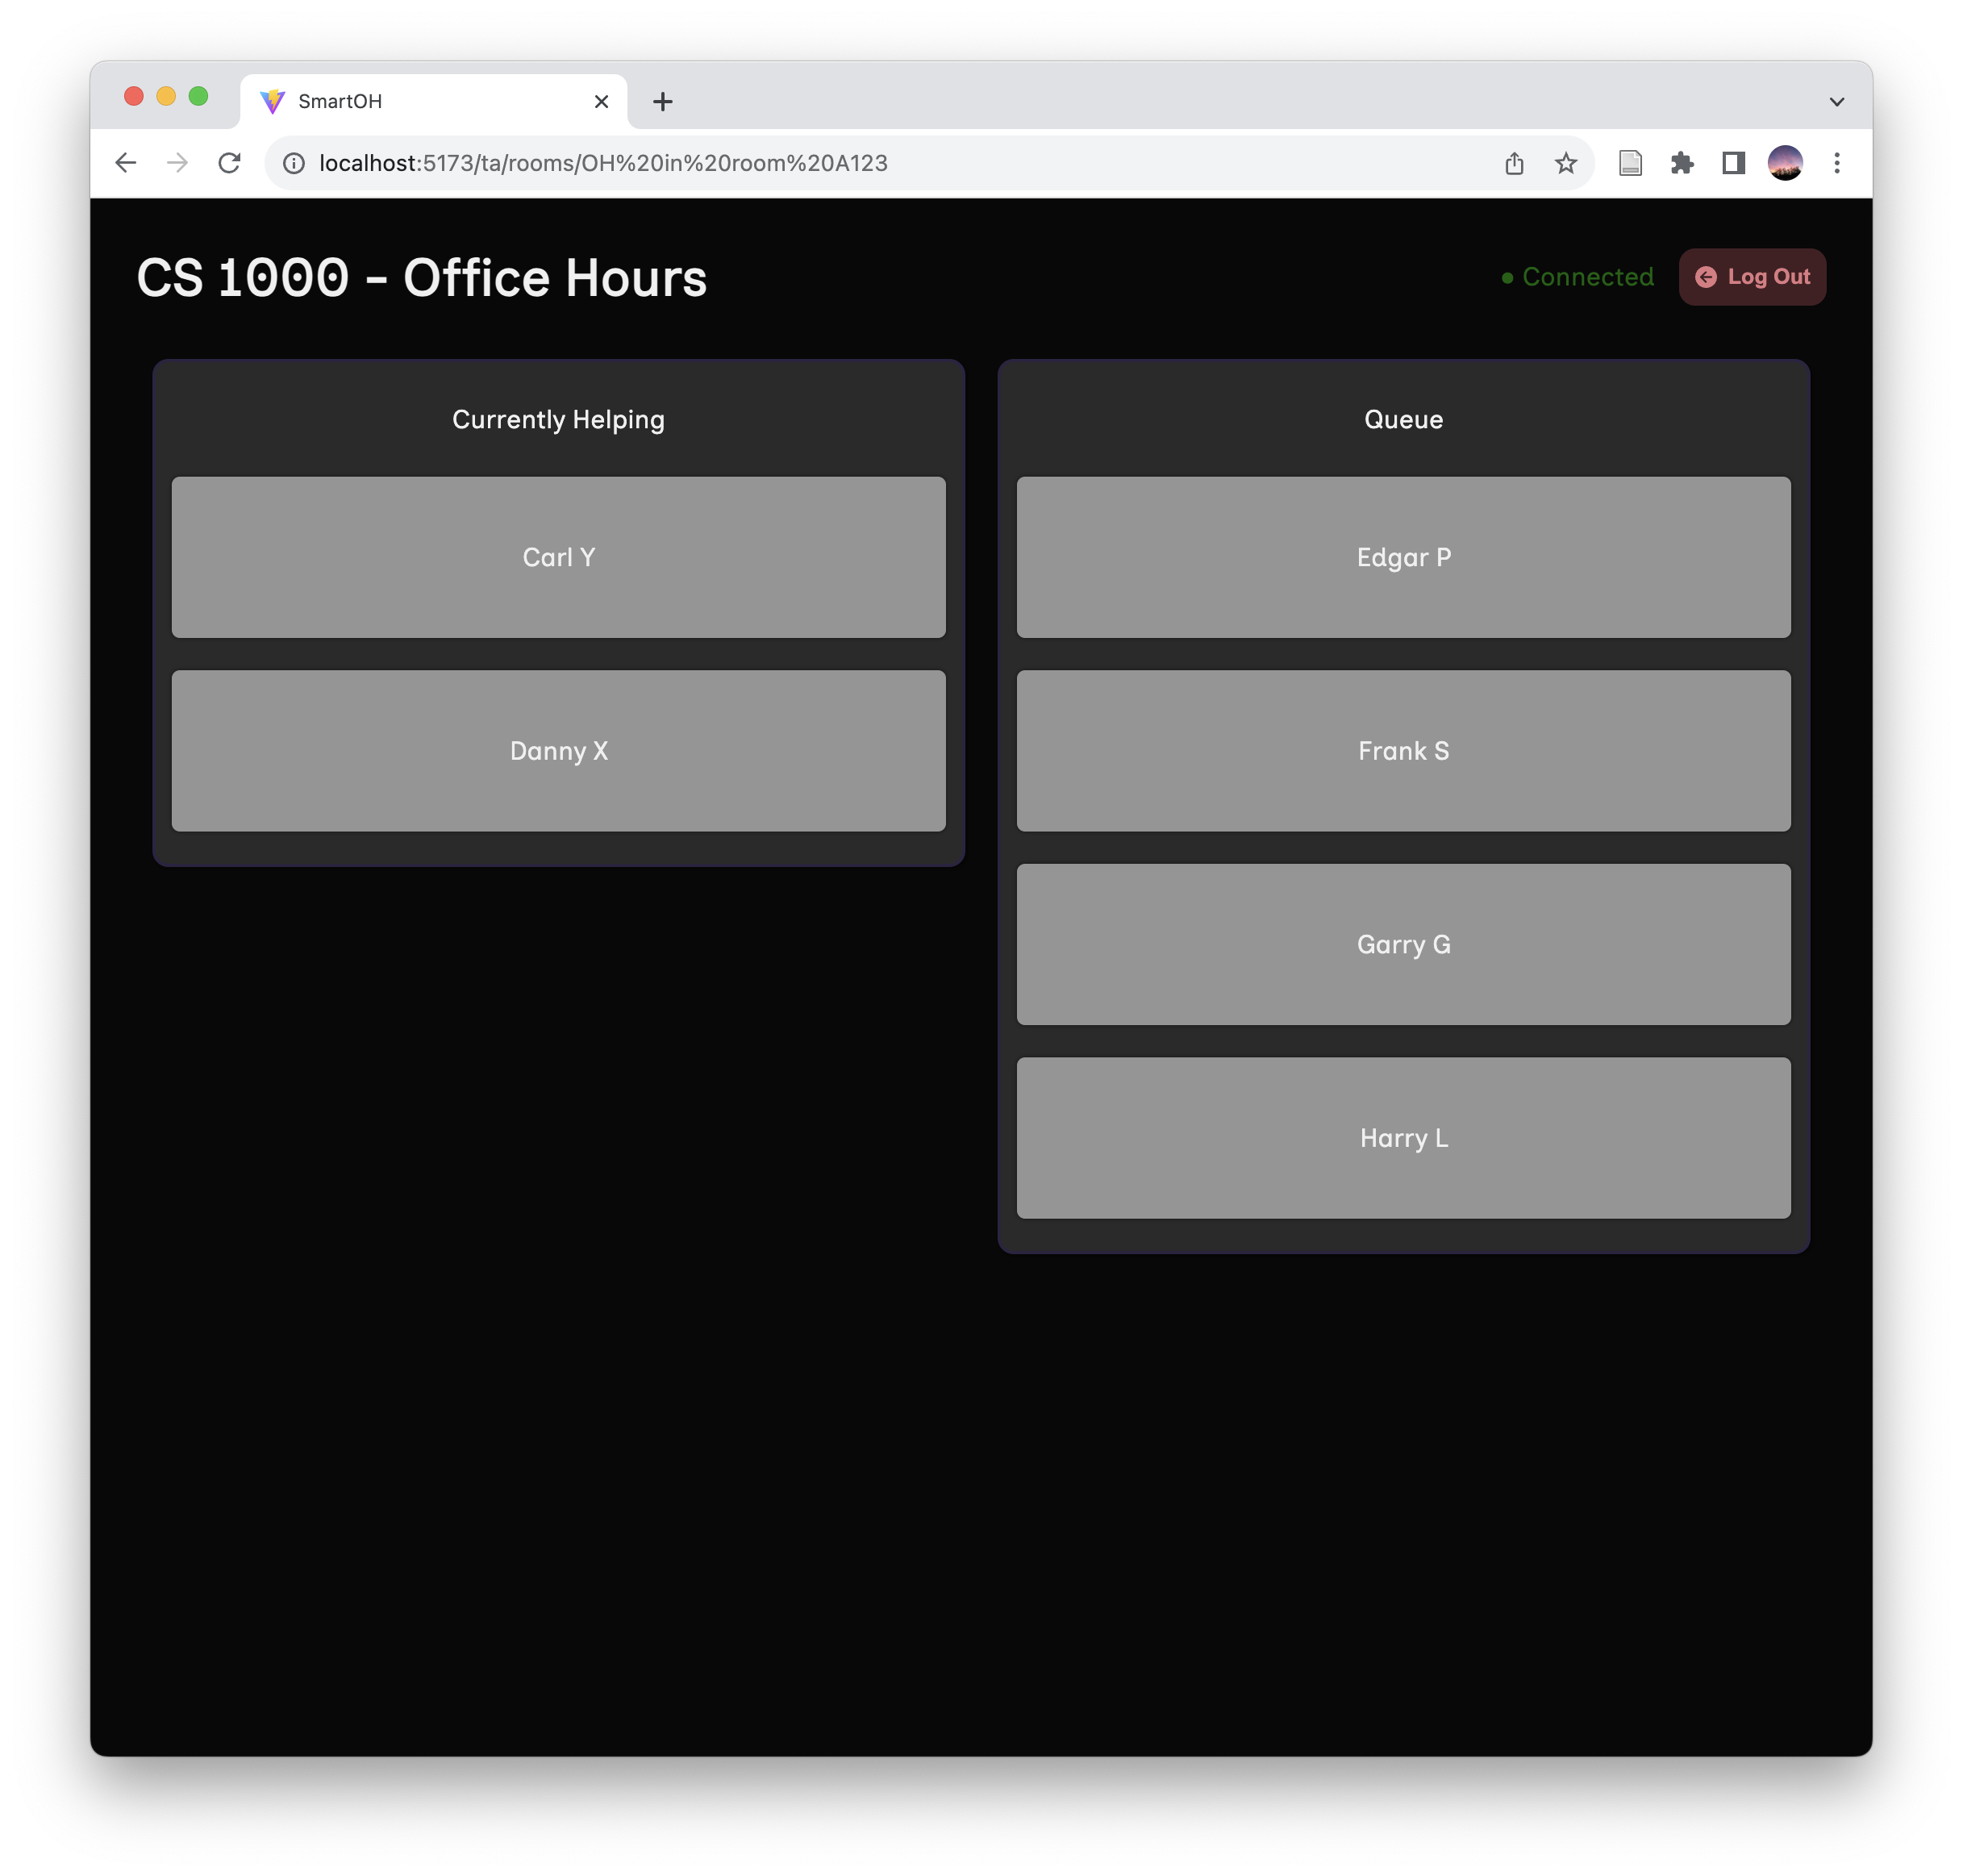 SmartOH
localhost:5173/ta/rooms/OH%20in%20room%20A123
CS 1000 - Office Hours
Connected
Log Out
Currently Helping
Carl Y
Danny X
Queue
Edgar P
Frank S
Garry G
Harry L